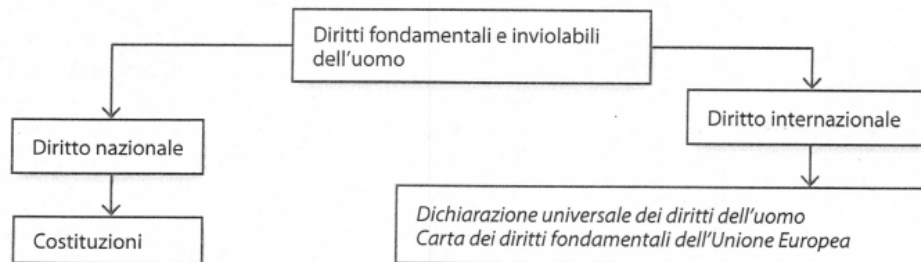 Diritti fondamentali e inviolabili
dell'uomo
Diritto nazionale
Diritto internazionale
Costituzioni
Dichiarazione universale dei diritti dell'uomo
Carta dei diritti fondamentali dell'Unione Europea